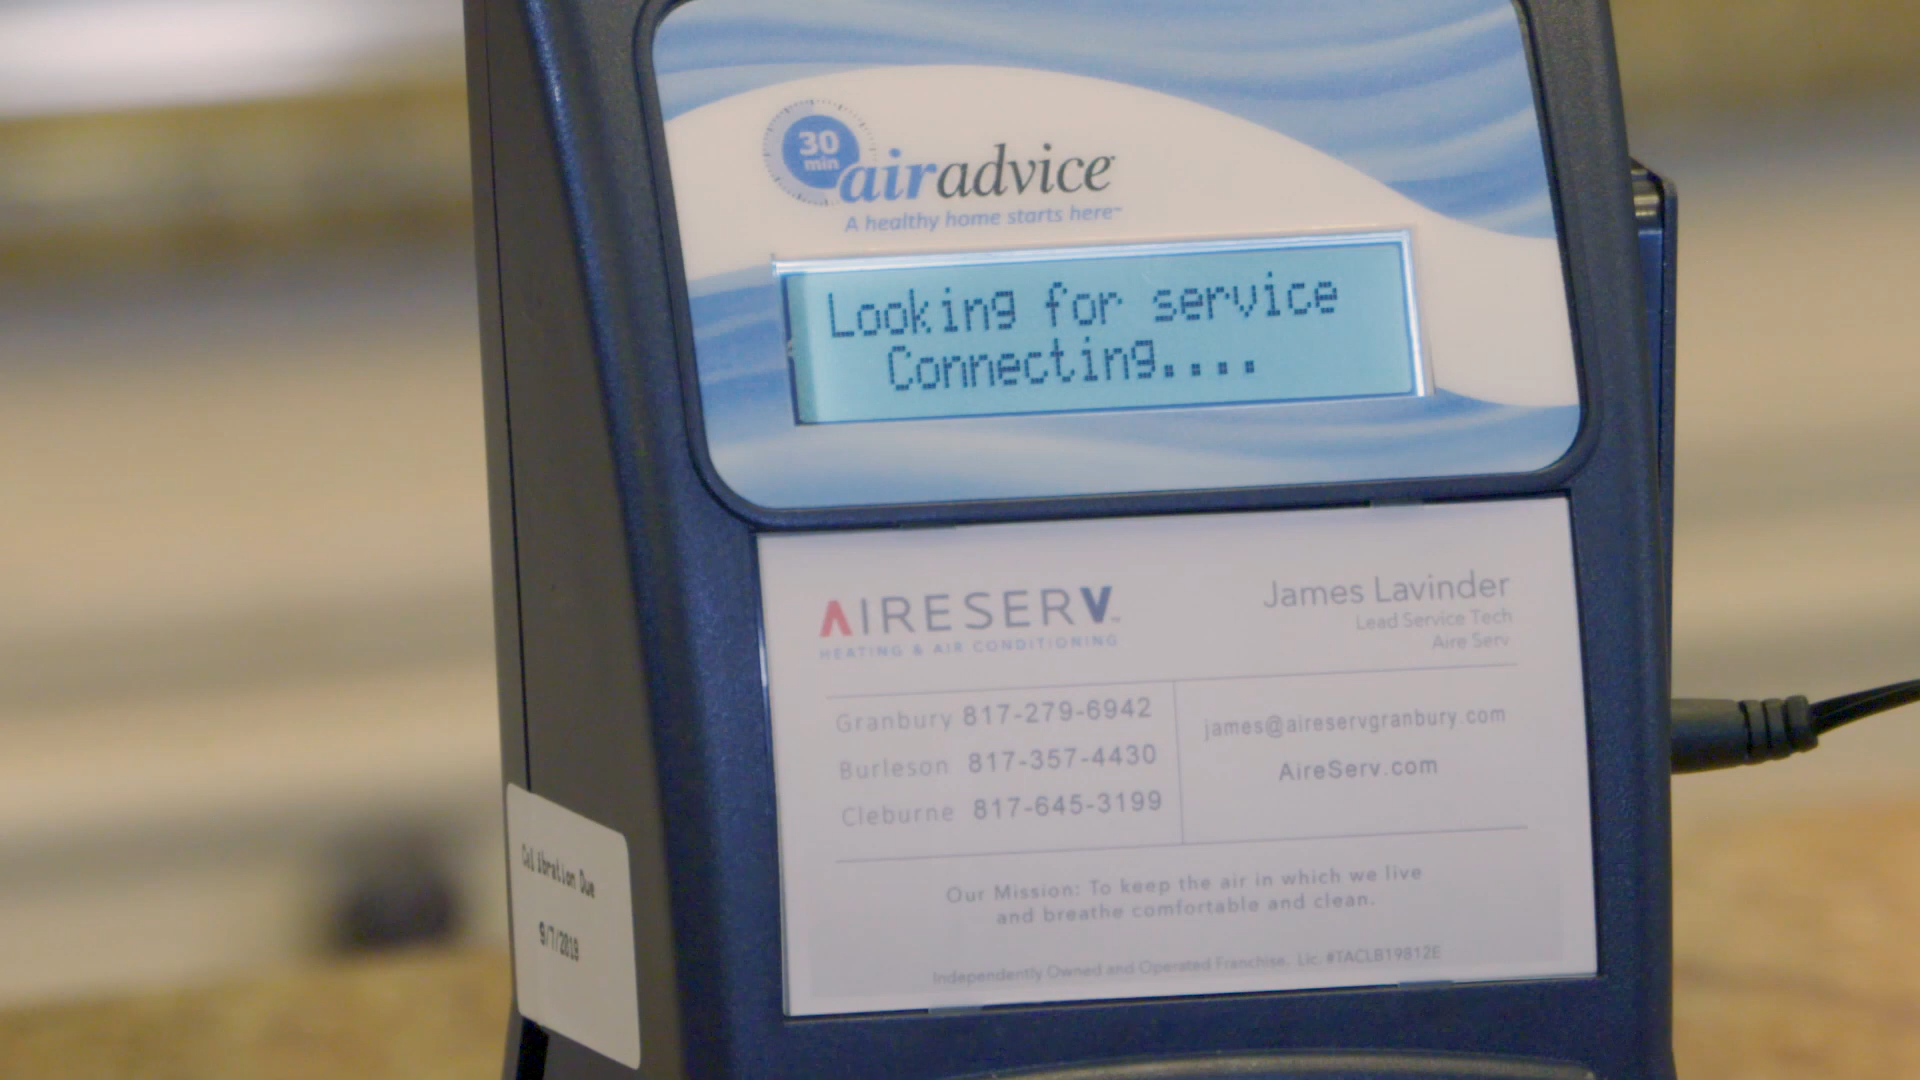 30
min
airadvice
A healthy home starts here™
Looking for service
Connecting....
AIRESERV™
HEATING & AIR CONDITIONING
James Lavinder
Lead Service Tech
Aire Serv
Granbury 817-279-6942
Burleson 817-357-4430
Cleburne 817-645-3199
james@aireservgranbury.com
AireServ.com
Our Mission: To keep the air in which we live
and breathe comfortable and clean.
Independently Owned and Operated Franchise. Lic. #TACLB19812E
Calibration Due
9/7/2019